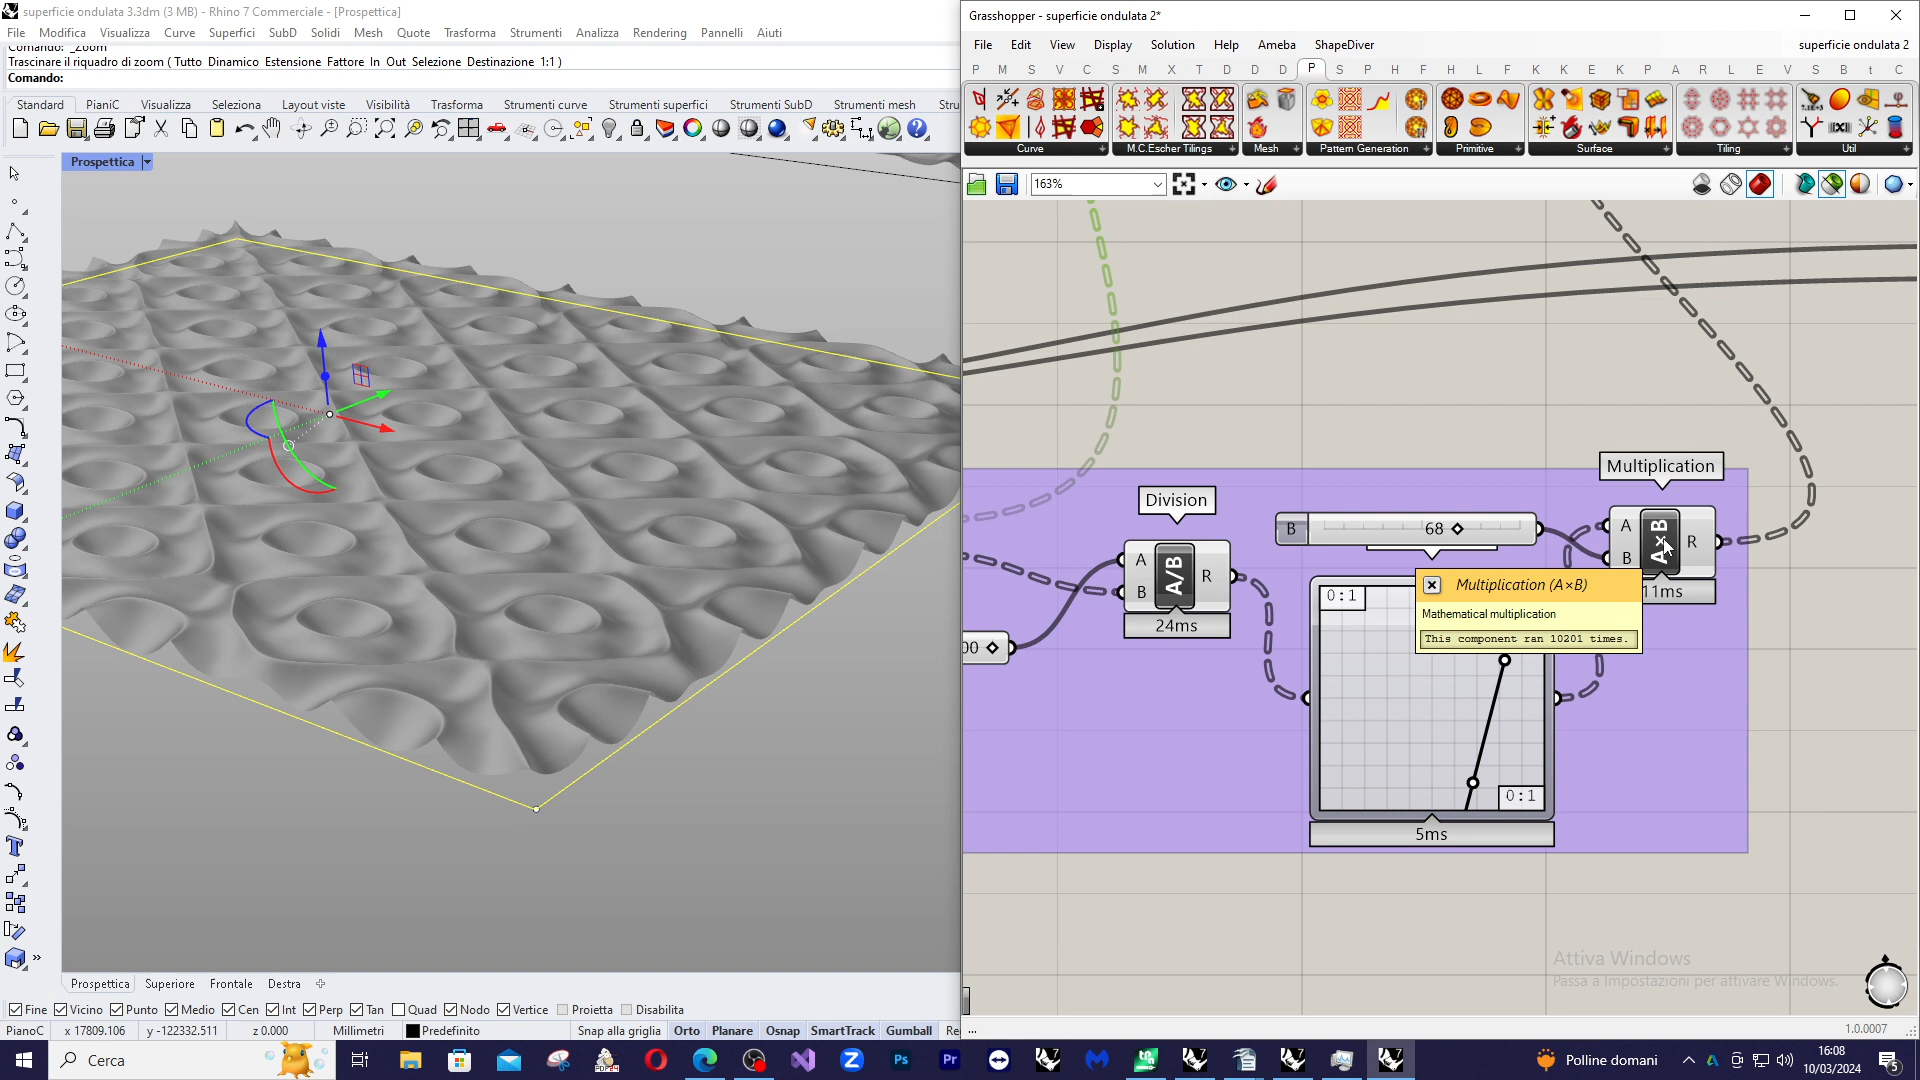 superficie ondulata 3.3dm (3 MB) - Rhino 7 Commerciale - [Prospettica]
File Modifica Visualizza Curve Superfici SubD Solidi Mesh Quote Trasforma Strumenti Analizza Rendering Pannelli Aiuti
Comando: _Zoom
Trascinare il riquadro di zoom ( Tutto Dinamico Estensione Fattore In Out Selezione Destinazione 1:1 )
Comando:
Standard PianiC Visualizza Seleziona Layout viste Visibilità Trasforma Strumenti curve Strumenti superfici Strumenti SubD Strumenti mesh Stru
Prospettica
Prospettica Superiore Frontale Destra
Fine Vicino Punto Medio Cen Int Perp Tan Quad Nodo Vertice Proietta Disabilita
PianoC x 17809.106 y -122332.511 z 0.000 Millimetri Predefinito Snap alla griglia Orto Planare Osnap SmartTrack Gumball Re
Grasshopper - superficie ondulata 2*
File Edit View Display Solution Help Ameba ShapeDiver superficie ondulata 2
P M S V C S M X T D D D P S P H F H L F K K E K P A R L E V S B t C
Curve M.C.Escher Tilings Mesh Pattern Generation Primitive Surface Tiling Util
163%
Multiplication
Division
B 68
A B A×B R
11ms
A B A/B R
24ms
00
0:1
0:1
5ms
Multiplication (A×B)
Mathematical multiplication
This component ran 10201 times.
Attiva Windows
Passa a Impostazioni per attivare Windows.
...
1.0.0007
Cerca
Polline domani
16:08
10/03/2024
5